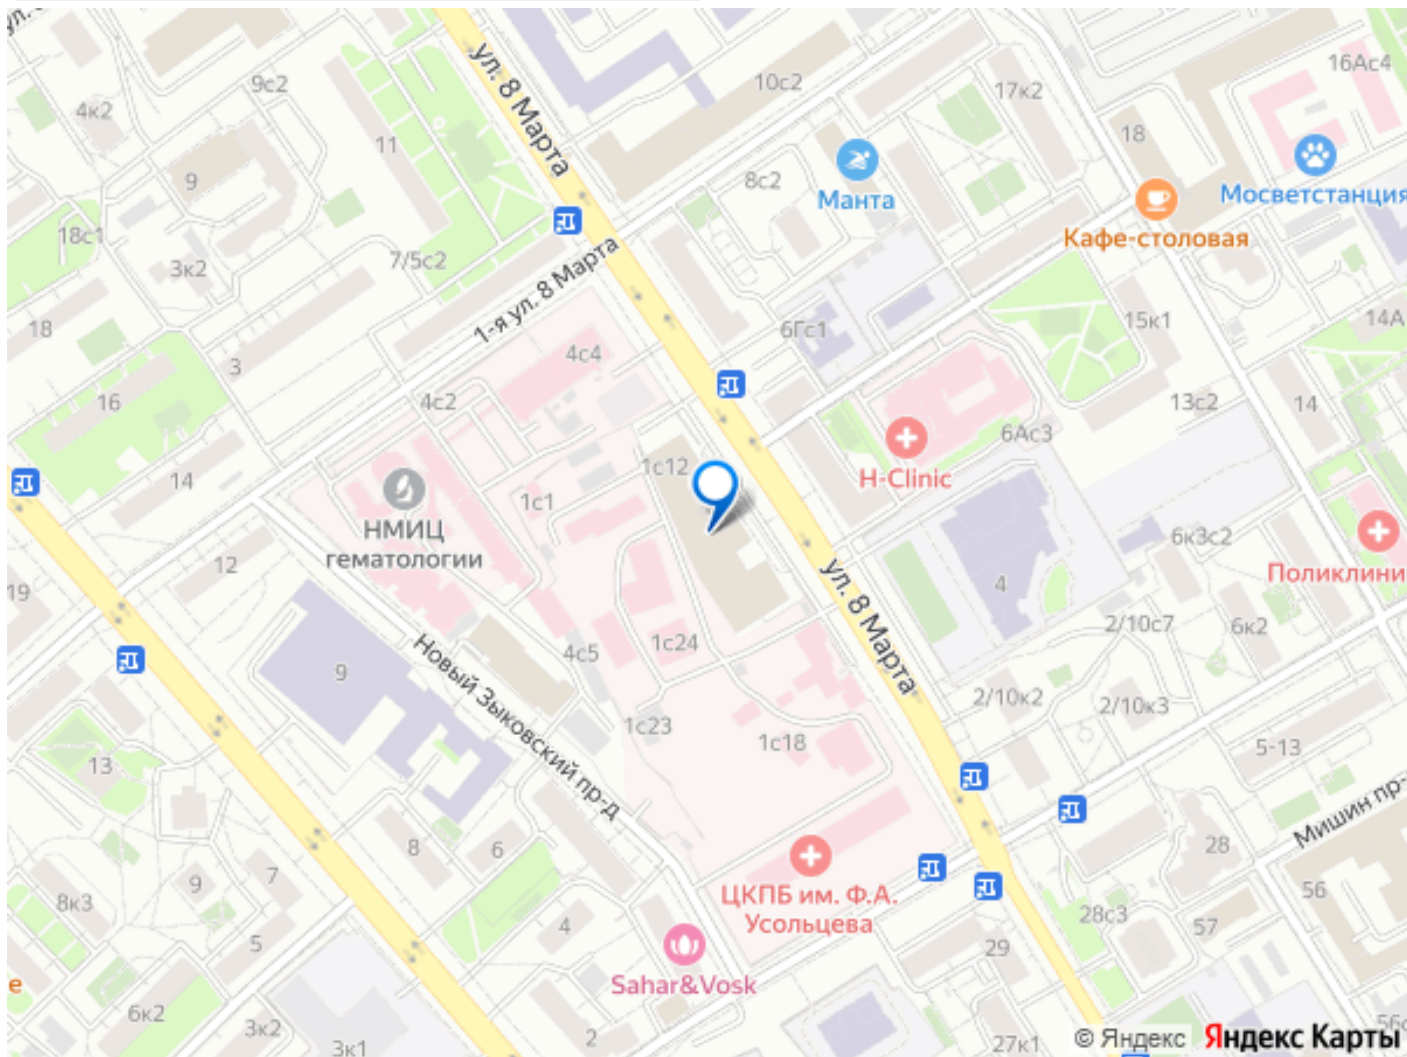 ул.
ул. 8 Марта
9с2
4к2
11
9
10с2
17к2
16Ас4
18
Мосветстанция
8с2
Манта
Кафе-столовая
18с1
3к2
7/5с2
1-я ул. 8 Марта
6Гс1
15к1
14А
18
3
4с4
16
4с2
13с2
14
6Ас3
H-Clinic
14
1с12
1с1
НМИЦ
гематологии
6к3с2
Поликлини
12
19
4
ул. 8 Марта
2/10с7
6к2
1с24
4с5
Новый Зыковский пр-д
9
2/10к2
2/10к3
1с23
1с18
5-13
13
Мишин пр-
28
8
6
7
9
8к3
ЦКПБ им. Ф.А.
Усольцева
56
28с3
57
4
5
29
Sahar&Vosk
е
6к2
3к2
3к1
2
27к1
56с
© Яндекс
Яндекс Карты